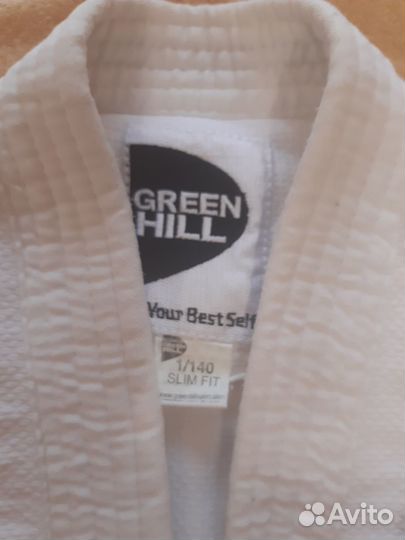 GREEN
HILL
Your Best Self
1/140
SLIM FIT
Avito